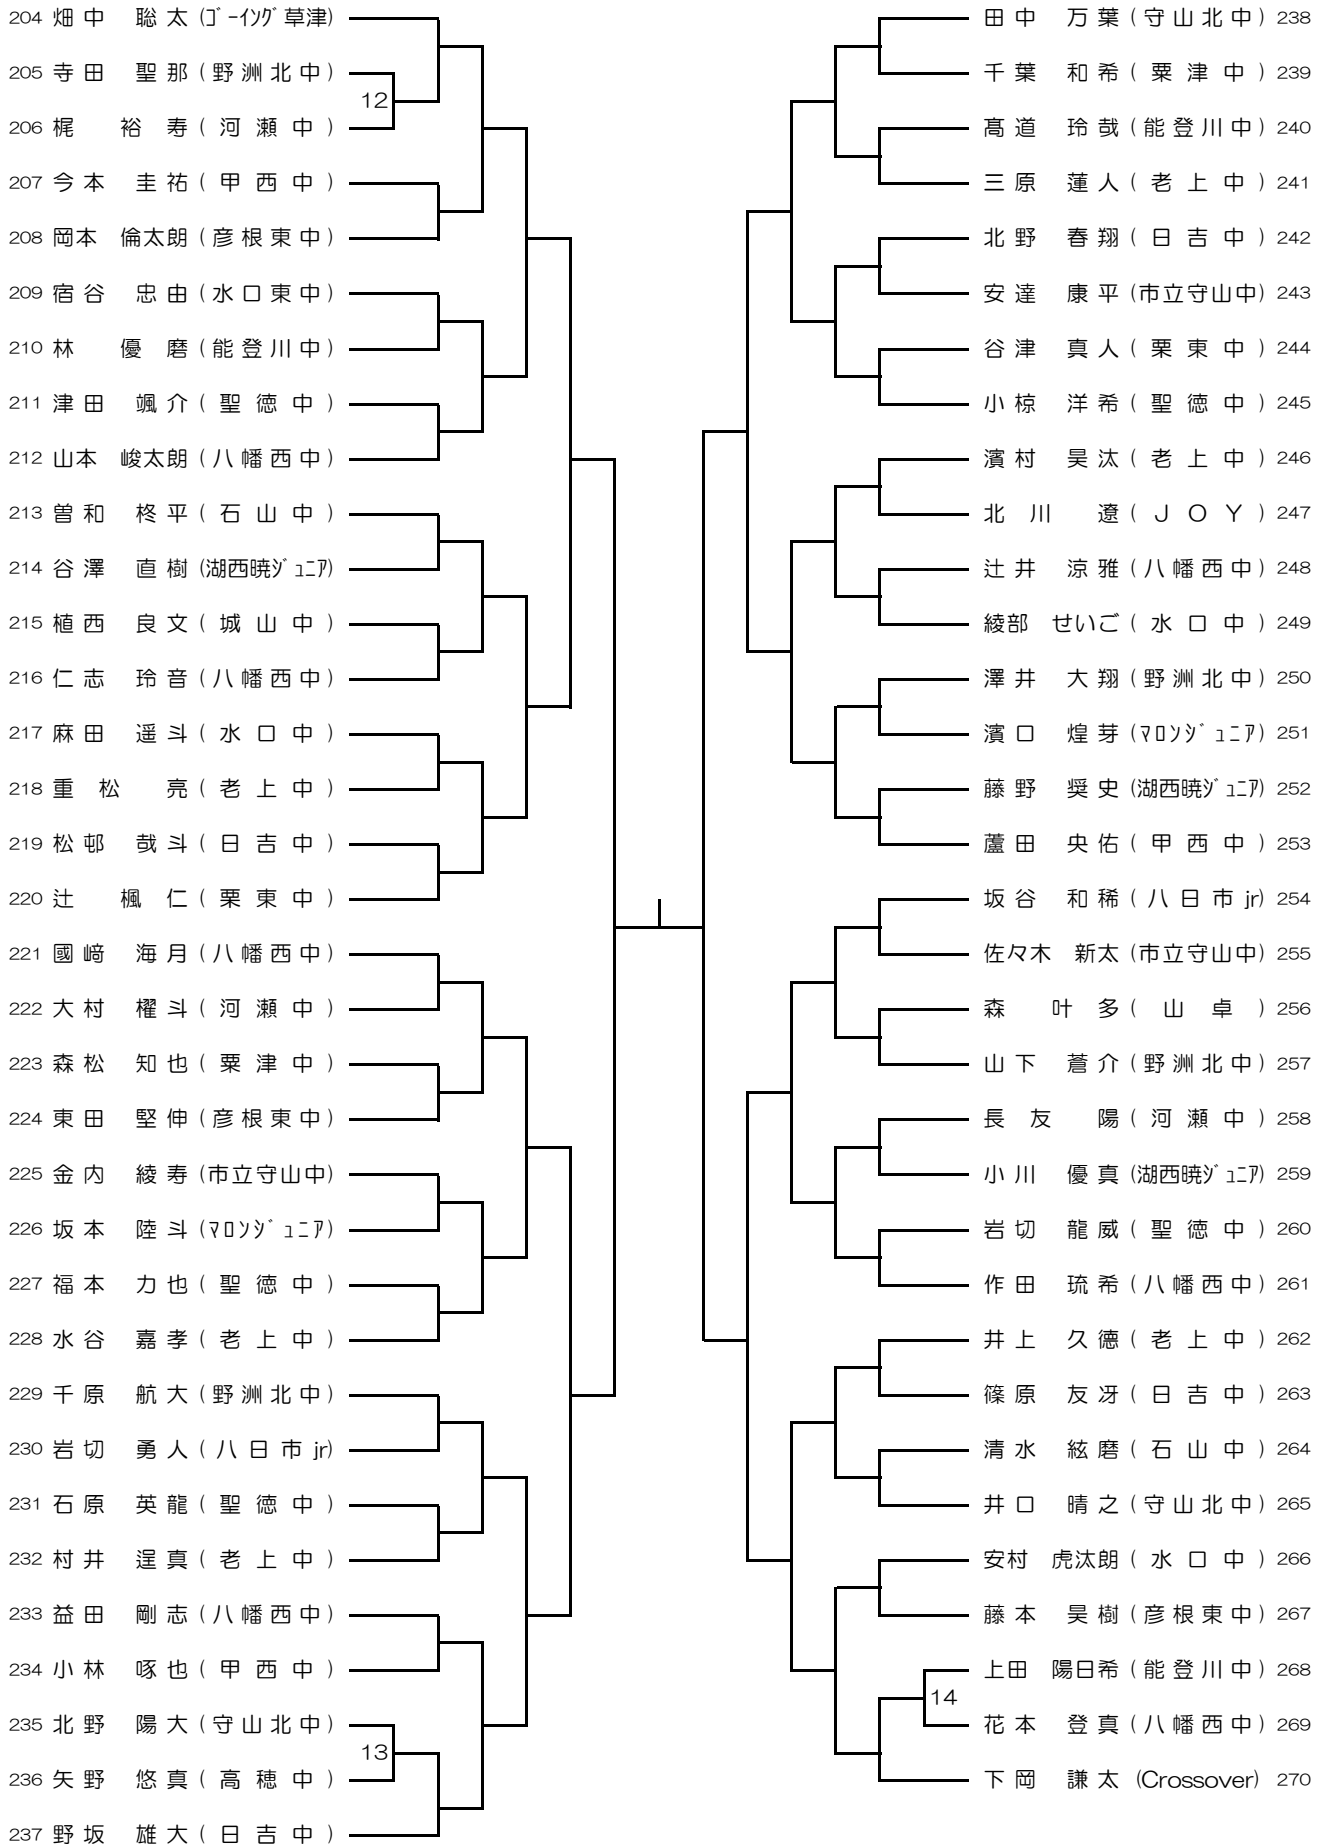 204 畑中 聡太 (ｺﾞｰｲﾝｸﾞ草津)
205 寺田 聖那 (野洲北中)
12
206 梶 裕寿 (河瀬中)
207 今本 圭祐 (甲西中)
208 岡本 倫太朗 (彦根東中)
209 宿谷 忠由 (水口東中)
210 林 優磨 (能登川中)
211 津田 颯介 (聖徳中)
212 山本 峻太朗 (八幡西中)
213 曽和 柊平 (石山中)
214 谷澤 直樹 (湖西暁ｼﾞｭﾆｱ)
215 植西 良文 (城山中)
216 仁志 玲音 (八幡西中)
217 麻田 遥斗 (水口中)
218 重松 亮 (老上中)
219 松邨 哉斗 (日吉中)
220 辻 楓仁 (栗東中)
221 國﨑 海月 (八幡西中)
222 大村 櫂斗 (河瀬中)
223 森松 知也 (粟津中)
224 東田 堅伸 (彦根東中)
225 金内 綾寿 (市立守山中)
226 坂本 陸斗 (ﾏﾛﾝｼﾞｭﾆｱ)
227 福本 力也 (聖徳中)
228 水谷 嘉孝 (老上中)
229 千原 航大 (野洲北中)
230 岩切 勇人 (八日市jr)
231 石原 英龍 (聖徳中)
232 村井 逞真 (老上中)
233 益田 剛志 (八幡西中)
234 小林 啄也 (甲西中)
235 北野 陽大 (守山北中)
13
236 矢野 悠真 (高穂中)
237 野坂 雄大 (日吉中)
田中 万葉 (守山北中) 238
千葉 和希 (粟津中) 239
髙道 玲哉 (能登川中) 240
三原 蓮人 (老上中) 241
北野 春翔 (日吉中) 242
安達 康平 (市立守山中) 243
谷津 真人 (栗東中) 244
小椋 洋希 (聖徳中) 245
濱村 昊汰 (老上中) 246
北川 遼 (ＪＯＹ) 247
辻井 涼雅 (八幡西中) 248
綾部 せいご (水口中) 249
澤井 大翔 (野洲北中) 250
濱口 煌芽 (ﾏﾛﾝｼﾞｭﾆｱ) 251
藤野 奨史 (湖西暁ｼﾞｭﾆｱ) 252
蘆田 央佑 (甲西中) 253
坂谷 和稀 (八日市jr) 254
佐々木 新太 (市立守山中) 255
森 叶多 (山卓) 256
山下 蒼介 (野洲北中) 257
長友 陽 (河瀬中) 258
小川 優真 (湖西暁ｼﾞｭﾆｱ) 259
岩切 龍威 (聖徳中) 260
作田 琉希 (八幡西中) 261
井上 久德 (老上中) 262
篠原 友冴 (日吉中) 263
清水 絃磨 (石山中) 264
井口 晴之 (守山北中) 265
安村 虎汰朗 (水口中) 266
藤本 昊樹 (彦根東中) 267
上田 陽日希 (能登川中) 268
14
花本 登真 (八幡西中) 269
下岡 謙太 (Crossover) 270